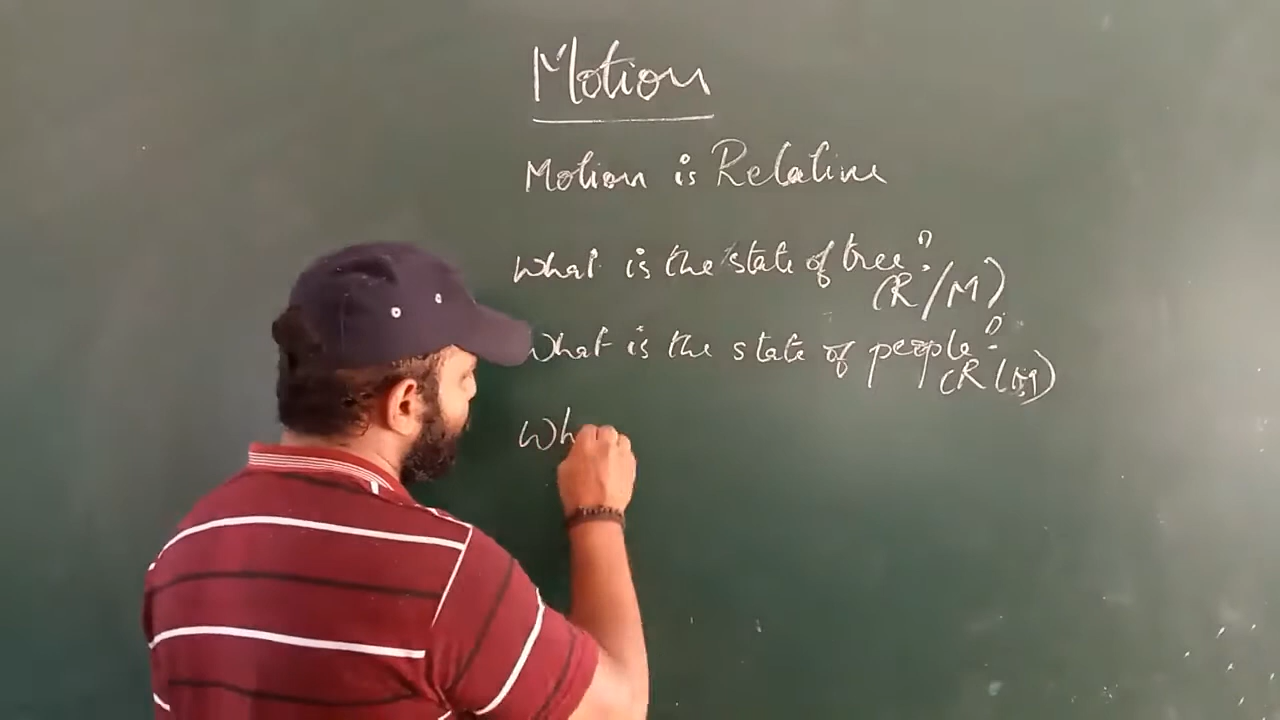 Motion
Motion is Relative
What is the state of tree?
(R/M)
What is the state of people?
(R/M)
Wh